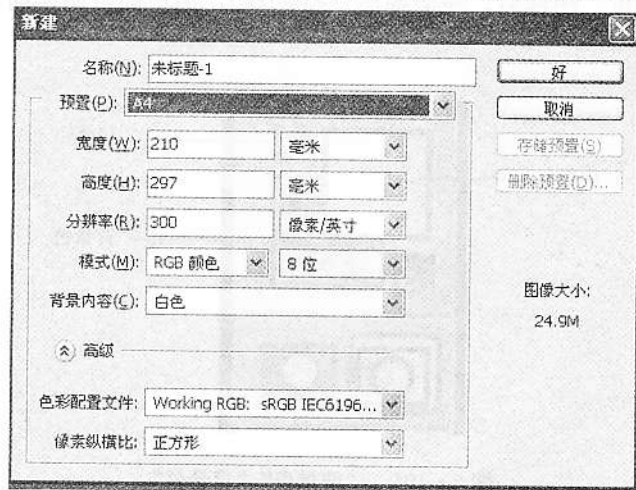 新建
名称(N): 未标题-1
好
预置(P): A4
取消
宽度(W): 210 毫米
存储预置(S)
高度(H): 297 毫米
删除预置(D)...
分辨率(R): 300 像素/英寸
模式(M): RGB 颜色 8 位
背景内容(C): 白色
图像大小:
24.9M
高级
色彩配置文件: Working RGB: sRGB IEC6196...
像素纵横比: 正方形